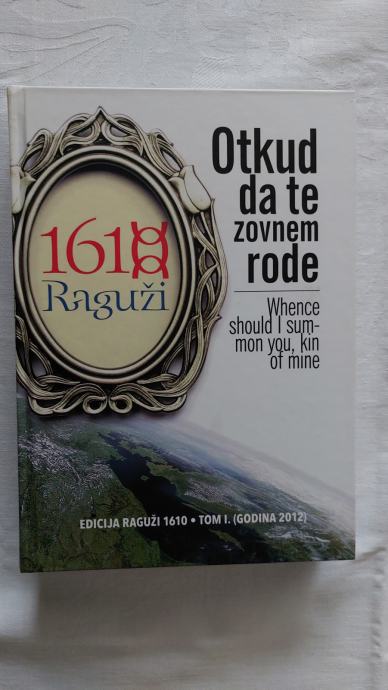 Otkud
da te
zovnem
rode
Whence
should I sum-
mon you, kin
of mine
1610
Raguži
EDICIJA RAGUŽI 1610 • TOM I. (GODINA 2012)